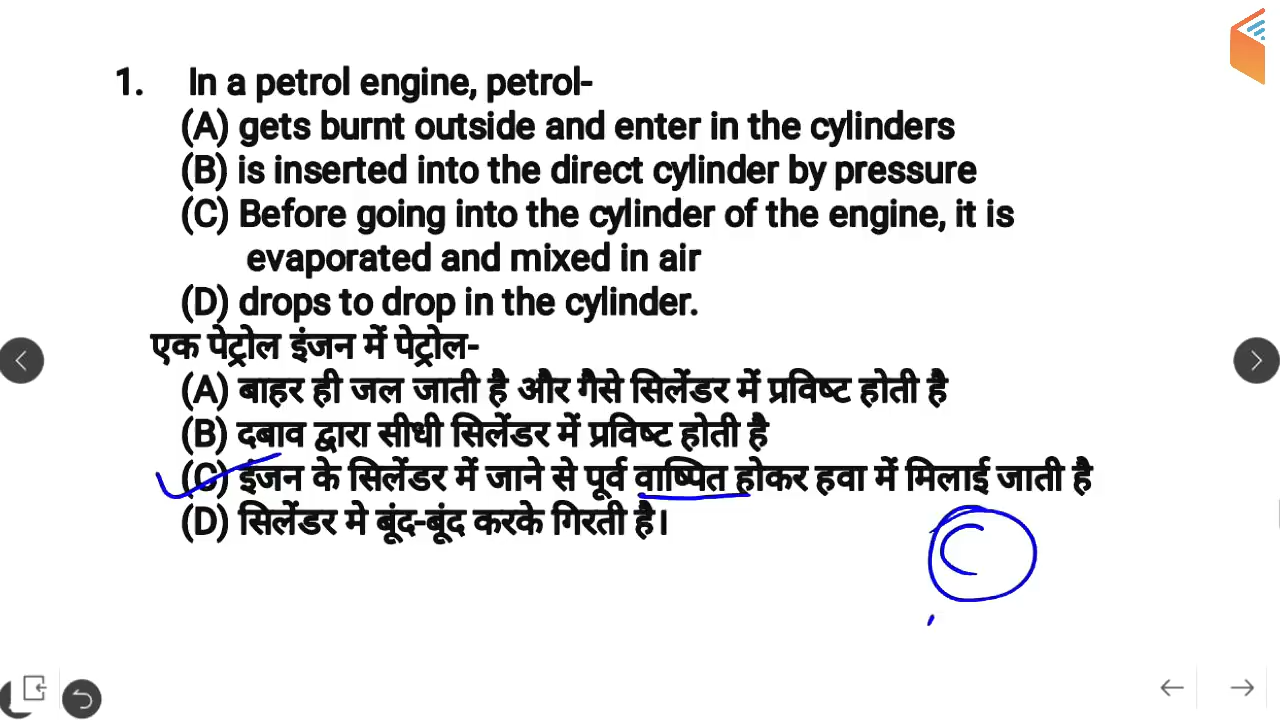 1. In a petrol engine, petrol-
(A) gets burnt outside and enter in the cylinders
(B) is inserted into the direct cylinder by pressure
(C) Before going into the cylinder of the engine, it is
evaporated and mixed in air
(D) drops to drop in the cylinder.
एक पेट्रोल इंजन में पेट्रोल-
(A) बाहर ही जल जाती है और गैसे सिलेंडर में प्रविष्ट होती है
(B) दबाव द्वारा सीधी सिलेंडर में प्रविष्ट होती है
(C) इंजन के सिलेंडर में जाने से पूर्व वाष्पित होकर हवा में मिलाई जाती है
(D) सिलेंडर मे बूंद-बूंद करके गिरती है।
C